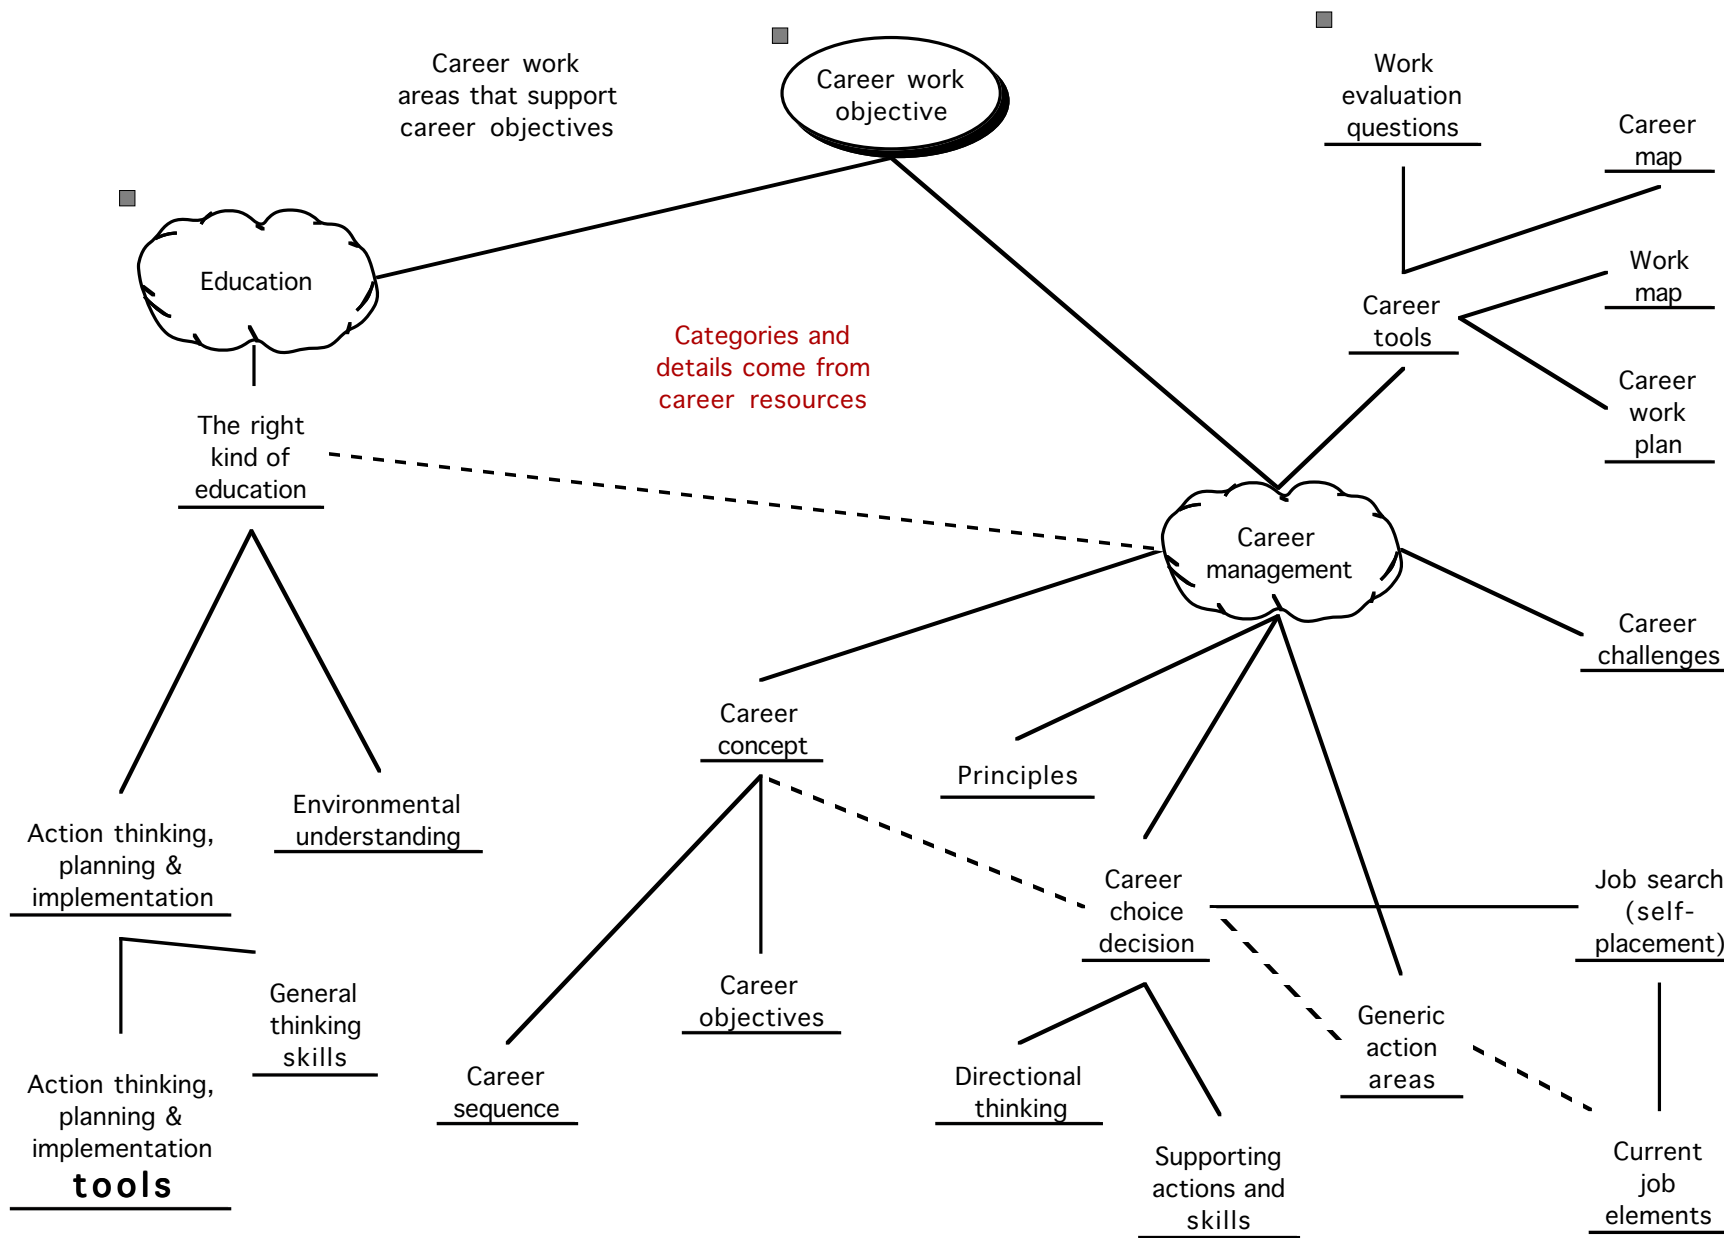 Career work
areas that support
career objectives
Career work
objective
Work
evaluation
questions
Career
map
Education
Work
map
Career
tools
Categories and
details come from
career resources
Career
work
plan
The right
kind of
education
Career
management
Career
challenges
Career
concept
Principles
Environmental
understanding
Action thinking,
planning &
implementation
Career
choice
decision
Job search
(self-
placement)
General
thinking
skills
Career
objectives
Generic
action
areas
Action thinking,
planning &
implementation
tools
Career
sequence
Directional
thinking
Supporting
actions and
skills
Current
job
elements